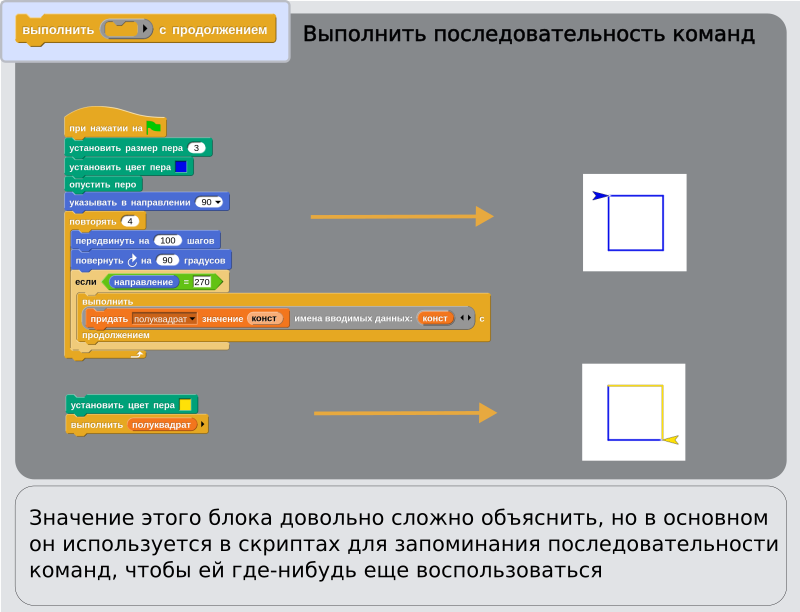 выполнить с продолжением
Выполнить последовательность команд
при нажатии на
установить размер пера 3
установить цвет пера
опустить перо
указывать в направлении 90
повторять 4
передвинуть на 100 шагов
повернуть на 90 градусов
если направление = 270
выполнить
придать полуквадрат значение конст имена вводимых данных: конст с
продолжением
установить цвет пера
выполнить полуквадрат
Значение этого блока довольно сложно объяснить, но в основном
он используется в скриптах для запоминания последовательности
команд, чтобы ей где-нибудь еще воспользоваться